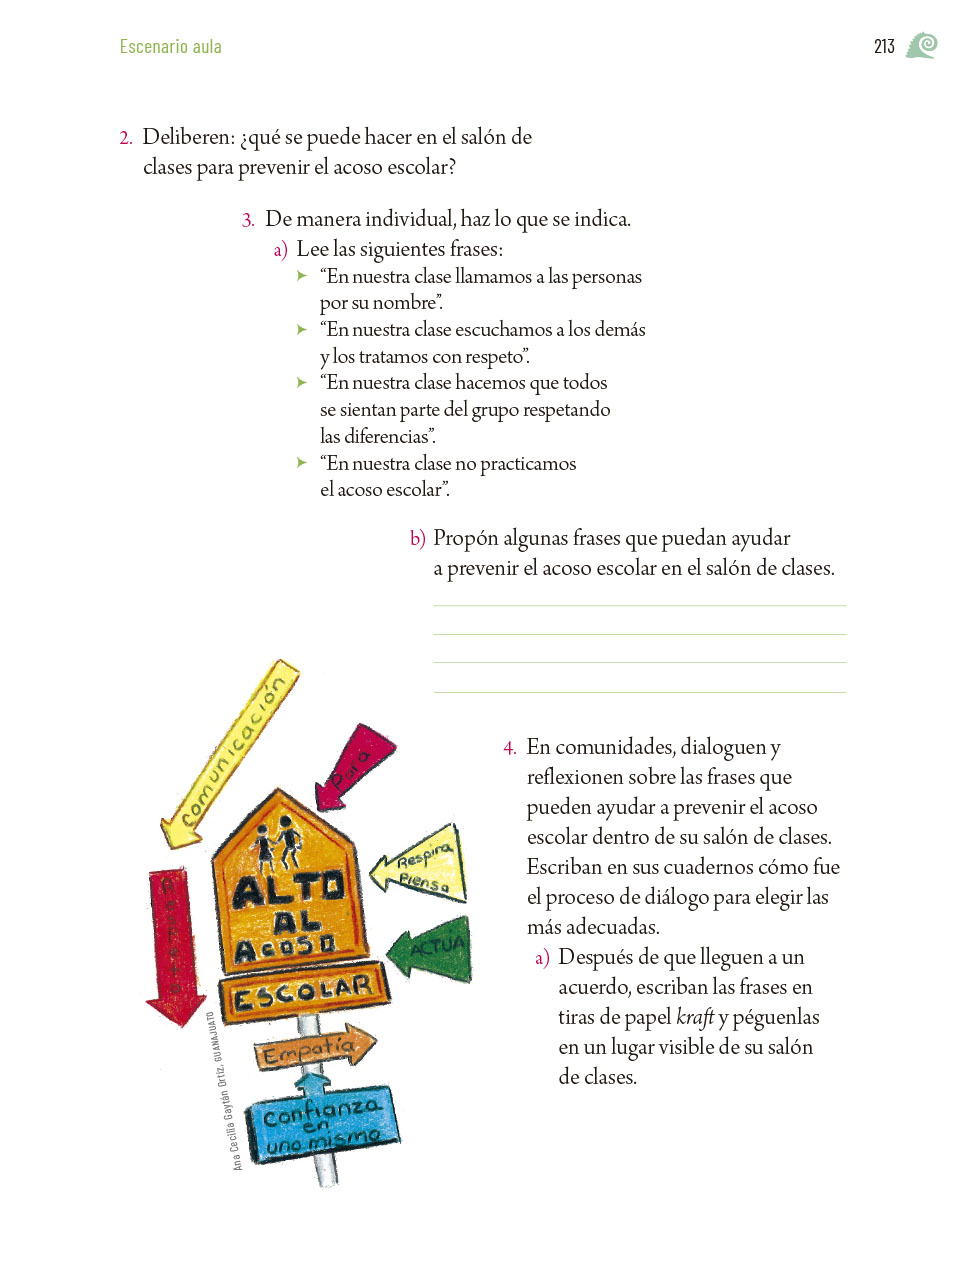 Escenario aula
213
2. Deliberen: ¿qué se puede hacer en el salón de
clases para prevenir el acoso escolar?
3. De manera individual, haz lo que se indica.
a) Lee las siguientes frases:
➤ “En nuestra clase llamamos a las personas
por su nombre”.
➤ “En nuestra clase escuchamos a los demás
y los tratamos con respeto”.
➤ “En nuestra clase hacemos que todos
se sientan parte del grupo respetando
las diferencias”.
➤ “En nuestra clase no practicamos
el acoso escolar”.
b) Propón algunas frases que puedan ayudar
a prevenir el acoso escolar en el salón de clases.
4. En comunidades, dialoguen y
reflexionen sobre las frases que
pueden ayudar a prevenir el acoso
escolar dentro de su salón de clases.
Escriban en sus cuadernos cómo fue
el proceso de diálogo para elegir las
más adecuadas.
a) Después de que lleguen a un
acuerdo, escriban las frases en
tiras de papel kraft y péguenlas
en un lugar visible de su salón
de clases.
comunicación
Para
Respira
Piensa
ACTUA
Respeto
ALTO
AL
ACOSO
ESCOLAR
Empatía
Confianza
en
uno mismo
Ana Cecilia Gaytán Ortiz, GUANAJUATO